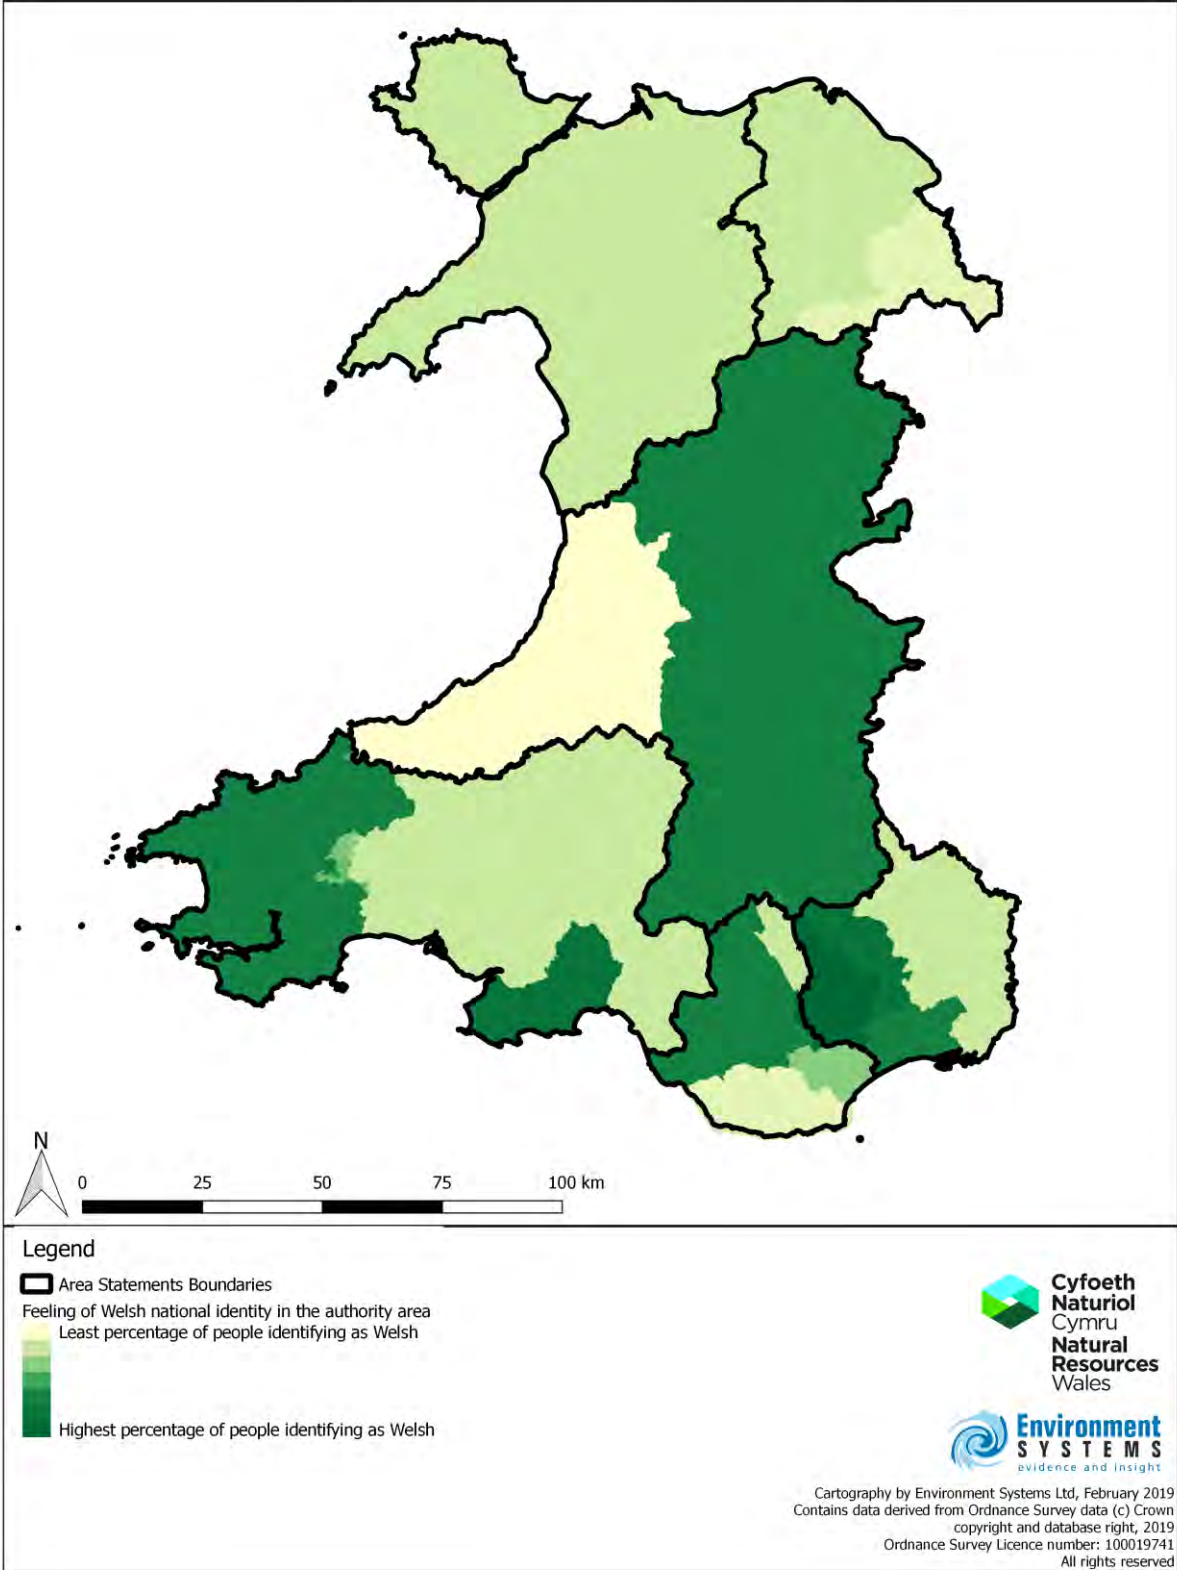 N
0 25 50 75 100 km
Legend
Area Statements Boundaries
Feeling of Welsh national identity in the authority area
Least percentage of people identifying as Welsh
Highest percentage of people identifying as Welsh
Cyfoeth
Naturiol
Cymru
Natural
Resources
Wales
Environment
SYSTEMS
evidence and insight
Cartography by Environment Systems Ltd, February 2019
Contains data derived from Ordnance Survey data (c) Crown
copyright and database right, 2019
Ordnance Survey Licence number: 100019741
All rights reserved